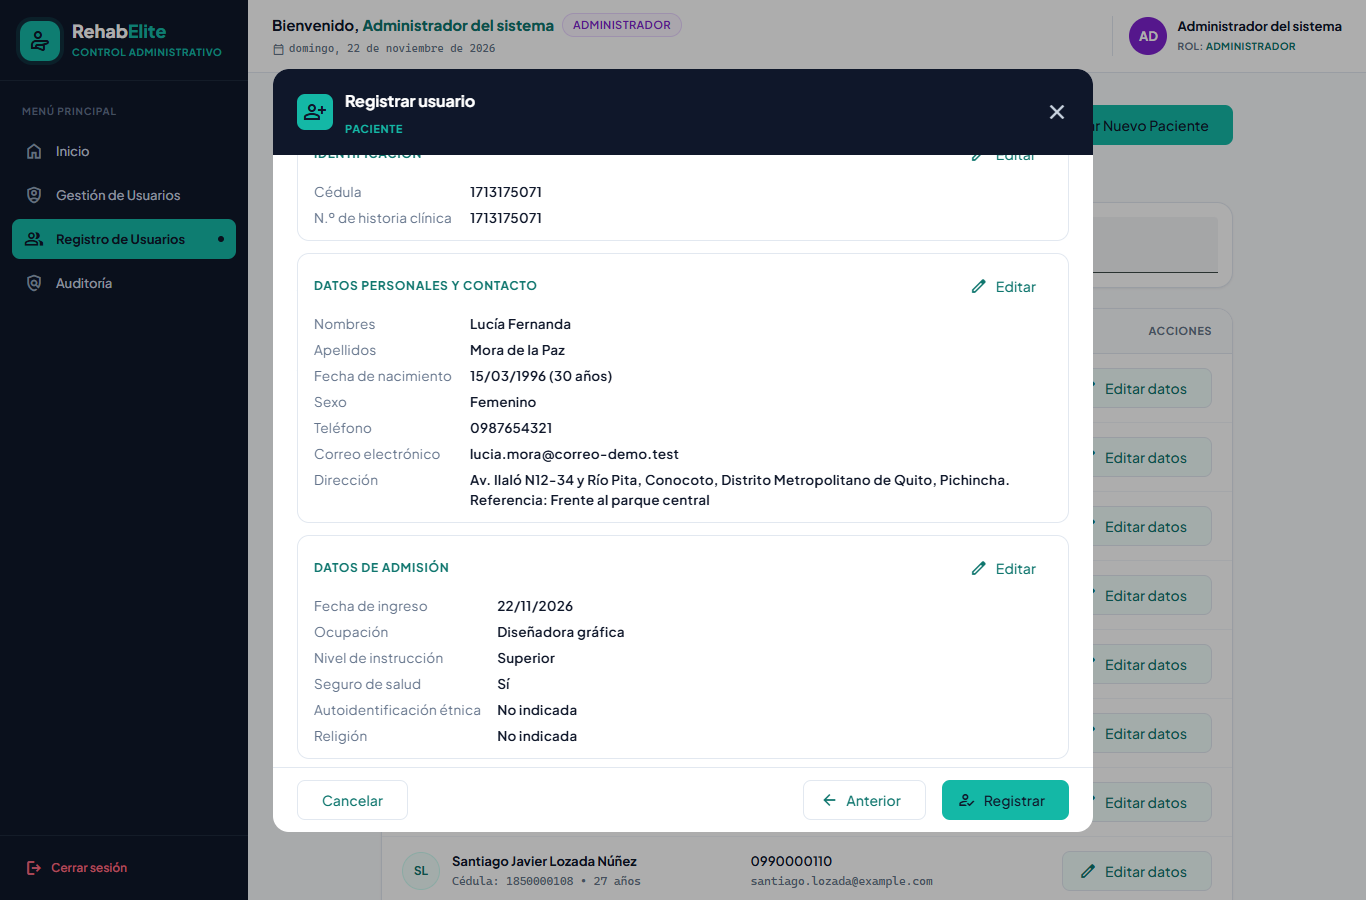 RehabElite
CONTROL ADMINISTRATIVO
MENÚ PRINCIPAL
Inicio
Gestión de Usuarios
Registro de Usuarios
Auditoría
Cerrar sesión
Bienvenido, Administrador del sistema
ADMINISTRADOR
domingo, 22 de noviembre de 2026
AD
Administrador del sistema
ROL: ADMINISTRADOR
Registrar usuario
PACIENTE
Nuevo Paciente
IDENTIFICACIÓN
Editar
Cédula 1713175071
N.º de historia clínica 1713175071
DATOS PERSONALES Y CONTACTO
Editar
Nombres Lucía Fernanda
Apellidos Mora de la Paz
Fecha de nacimiento 15/03/1996 (30 años)
Sexo Femenino
Teléfono 0987654321
Correo electrónico lucia.mora@correo-demo.test
Dirección Av. Ilaló N12-34 y Río Pita, Conocoto, Distrito Metropolitano de Quito, Pichincha.
Referencia: Frente al parque central
DATOS DE ADMISIÓN
Editar
Fecha de ingreso 22/11/2026
Ocupación Diseñadora gráfica
Nivel de instrucción Superior
Seguro de salud Sí
Autoidentificación étnica No indicada
Religión No indicada
Cancelar
Anterior
Registrar
ACCIONES
Editar datos
Editar datos
Editar datos
Editar datos
Editar datos
Editar datos
Editar datos
SL
Santiago Javier Lozada Núñez
Cédula: 1850000108 • 27 años
0990000110
santiago.lozada@example.com
Editar datos